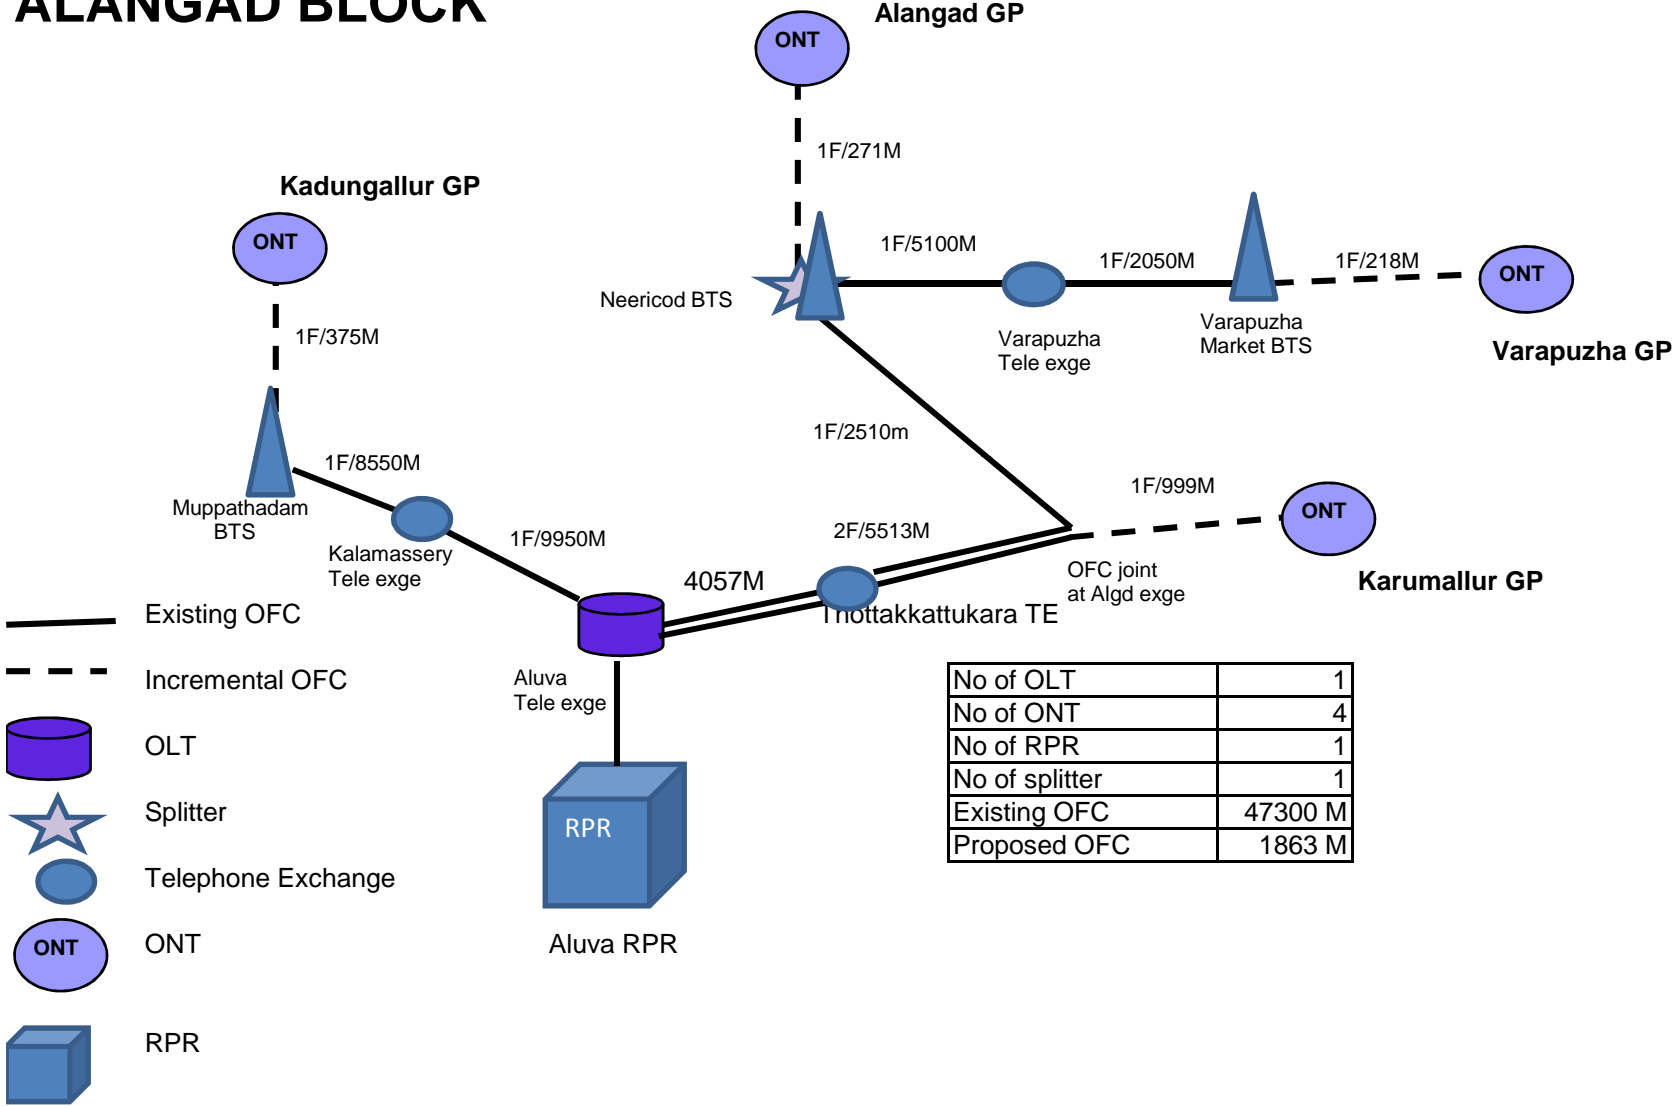 ALANGAD BLOCK
Alangad GP
ONT
1F/271M
Kadungallur GP
ONT
1F/375M
1F/5100M
1F/2050M
1F/218M
ONT
Neericod BTS
Varapuzha
Tele exge
Varapuzha
Market BTS
Varapuzha GP
1F/2510m
1F/8550M
Muppathadam
BTS
1F/999M
ONT
Kalamassery
Tele exge
1F/9950M
2F/5513M
4057M
OFC joint
at Algd exge
Karumallur GP
Thottakkattukara TE
Aluva
Tele exge
RPR
Aluva RPR
Existing OFC
Incremental OFC
OLT
Splitter
Telephone Exchange
ONT
ONT
RPR
No of OLT 1
No of ONT 4
No of RPR 1
No of splitter 1
Existing OFC 47300 M
Proposed OFC 1863 M